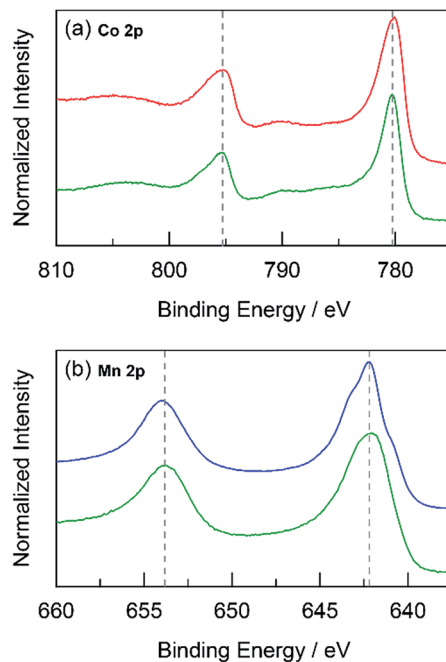 (a) Co 2p
Normalized Intensity
810 800 790 780
Binding Energy / eV
(b) Mn 2p
Normalized Intensity
660 655 650 645 640
Binding Energy / eV